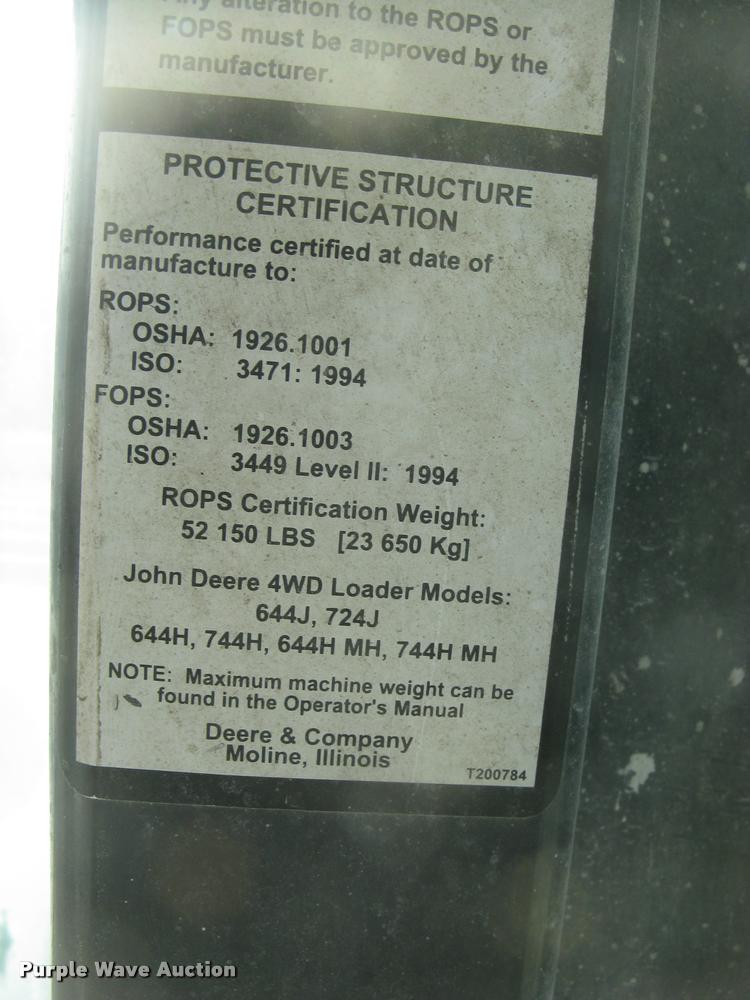 Any alteration to the ROPS or
FOPS must be approved by the
manufacturer.
PROTECTIVE STRUCTURE
CERTIFICATION
Performance certified at date of
manufacture to:
ROPS:
OSHA: 1926.1001
ISO: 3471: 1994
FOPS:
OSHA: 1926.1003
ISO: 3449 Level II: 1994
ROPS Certification Weight:
52 150 LBS [23 650 Kg]
John Deere 4WD Loader Models:
644J, 724J
644H, 744H, 644H MH, 744H MH
NOTE: Maximum machine weight can be
found in the Operator's Manual
Deere & Company
Moline, Illinois
T200784
Purple Wave Auction